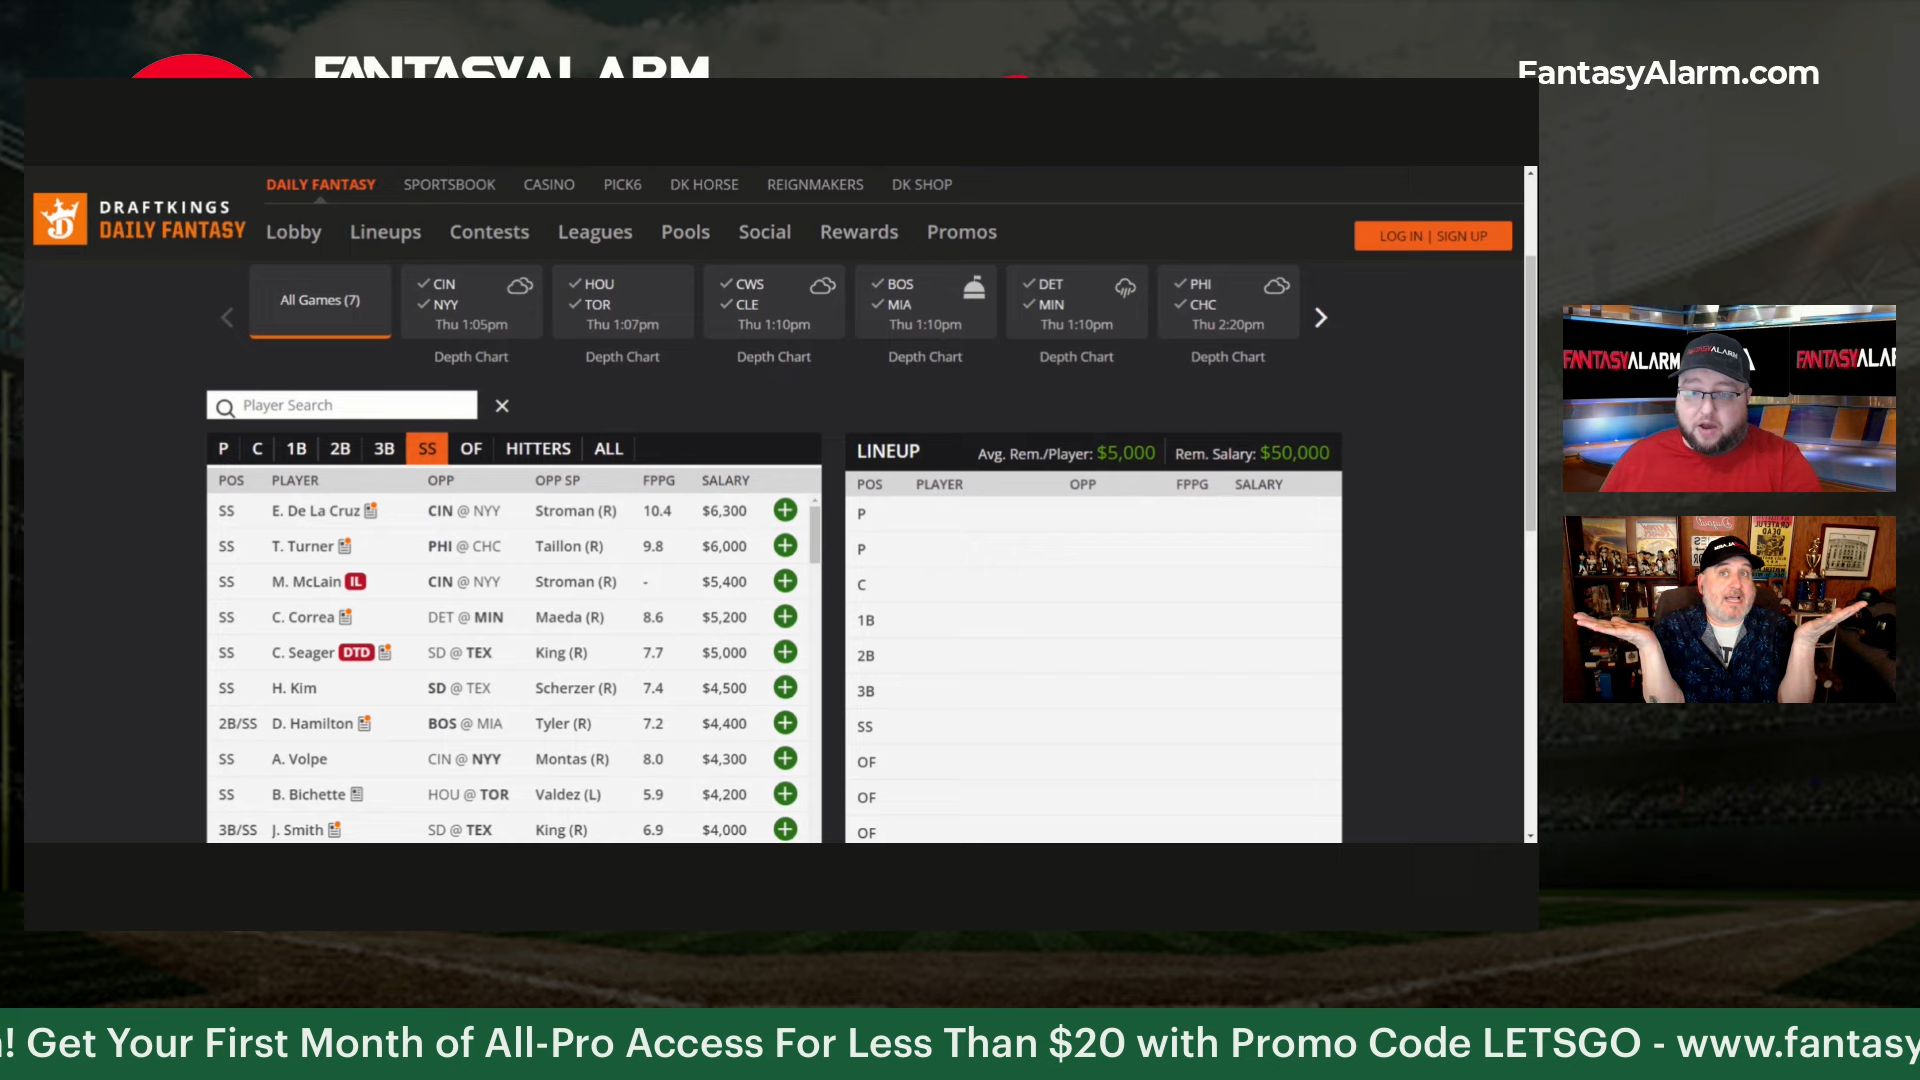 FANTASYALARM
FantasyAlarm.com
DRAFTKINGS
DAILY FANTASY
DAILY FANTASY SPORTSBOOK CASINO PICK6 DK HORSE REIGNMAKERS DK SHOP
Lobby Lineups Contests Leagues Pools Social Rewards Promos
LOG IN | SIGN UP
All Games (7)
CIN
NYY
Thu 1:05pm
Depth Chart
HOU
TOR
Thu 1:07pm
Depth Chart
CWS
CLE
Thu 1:10pm
Depth Chart
BOS
MIA
Thu 1:10pm
Depth Chart
DET
MIN
Thu 1:10pm
Depth Chart
PHI
CHC
Thu 2:20pm
Depth Chart
Player Search
P C 1B 2B 3B SS OF HITTERS ALL
POS PLAYER OPP OPP SP FPPG SALARY
SS E. De La Cruz CIN @ NYY Stroman (R) 10.4 $6,300
SS T. Turner PHI @ CHC Taillon (R) 9.8 $6,000
SS M. McLain IL CIN @ NYY Stroman (R) - $5,400
SS C. Correa DET @ MIN Maeda (R) 8.6 $5,200
SS C. Seager DTD SD @ TEX King (R) 7.7 $5,000
SS H. Kim SD @ TEX Scherzer (R) 7.4 $4,500
2B/SS D. Hamilton BOS @ MIA Tyler (R) 7.2 $4,400
SS A. Volpe CIN @ NYY Montas (R) 8.0 $4,300
SS B. Bichette HOU @ TOR Valdez (L) 5.9 $4,200
3B/SS J. Smith SD @ TEX King (R) 6.9 $4,000
LINEUP Avg. Rem./Player: $5,000 Rem. Salary: $50,000
POS PLAYER OPP FPPG SALARY
P
P
C
1B
2B
3B
SS
OF
OF
OF
FANTASYALARM
FANTASYALAR
FANTASYALARM
GRATEFUL
DEAD
! Get Your First Month of All-Pro Access For Less Than $20 with Promo Code LETSGO - www.fantasy